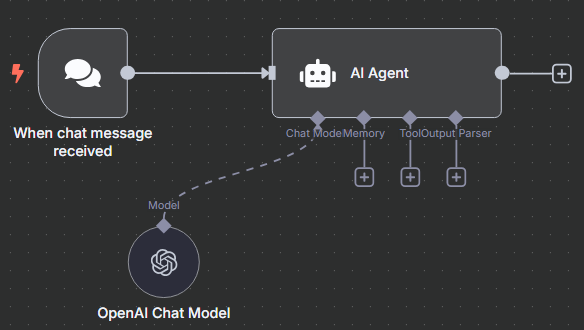 AI Agent
When chat message
received
Chat Model
Memory
Tool
Output Parser
Model
OpenAI Chat Model